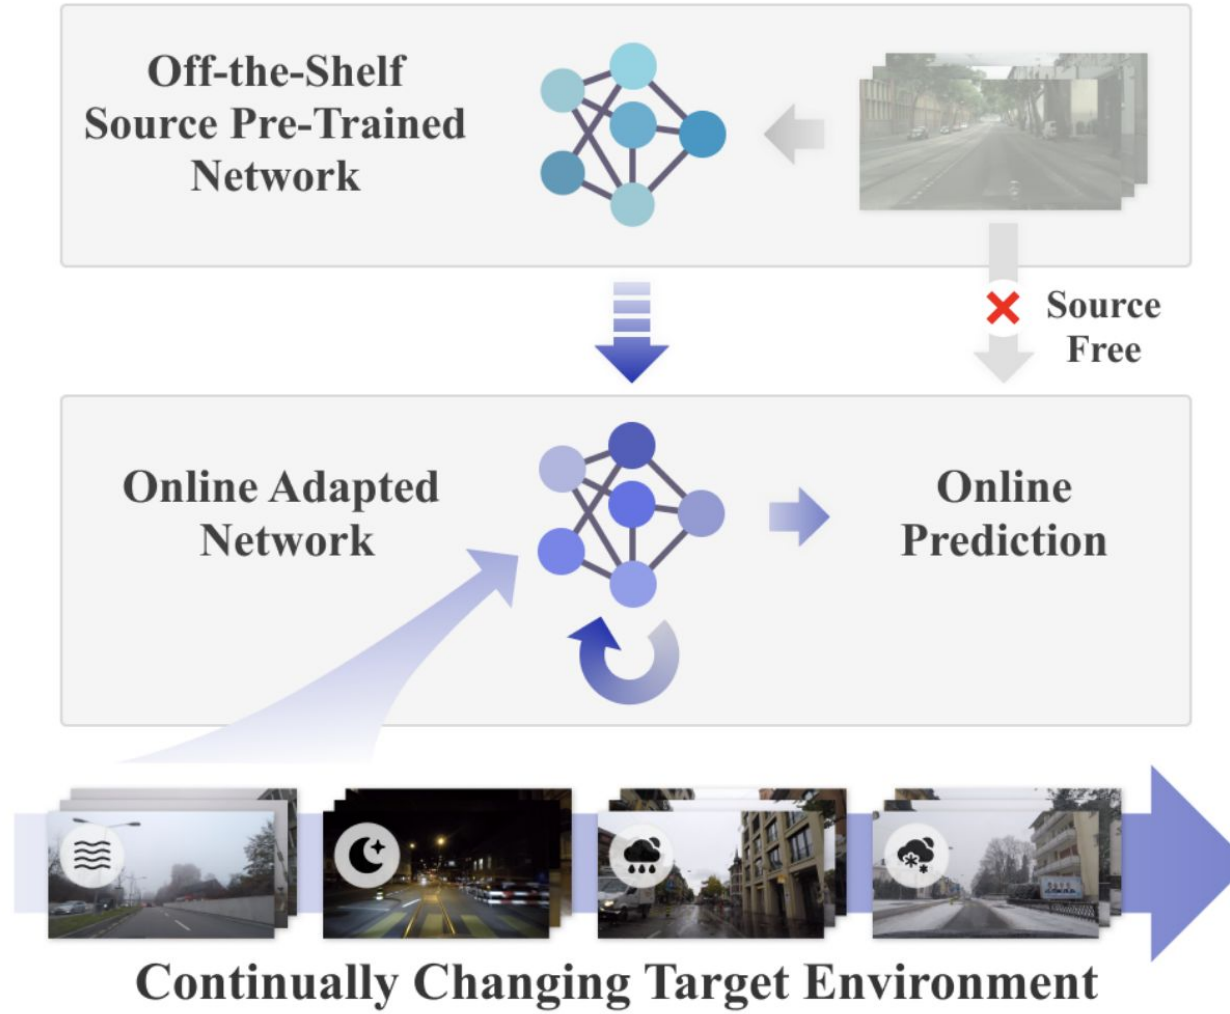 Off-the-Shelf
Source Pre-Trained
Network
Source
Free
Online Adapted
Network
Online
Prediction
Continually Changing Target Environment